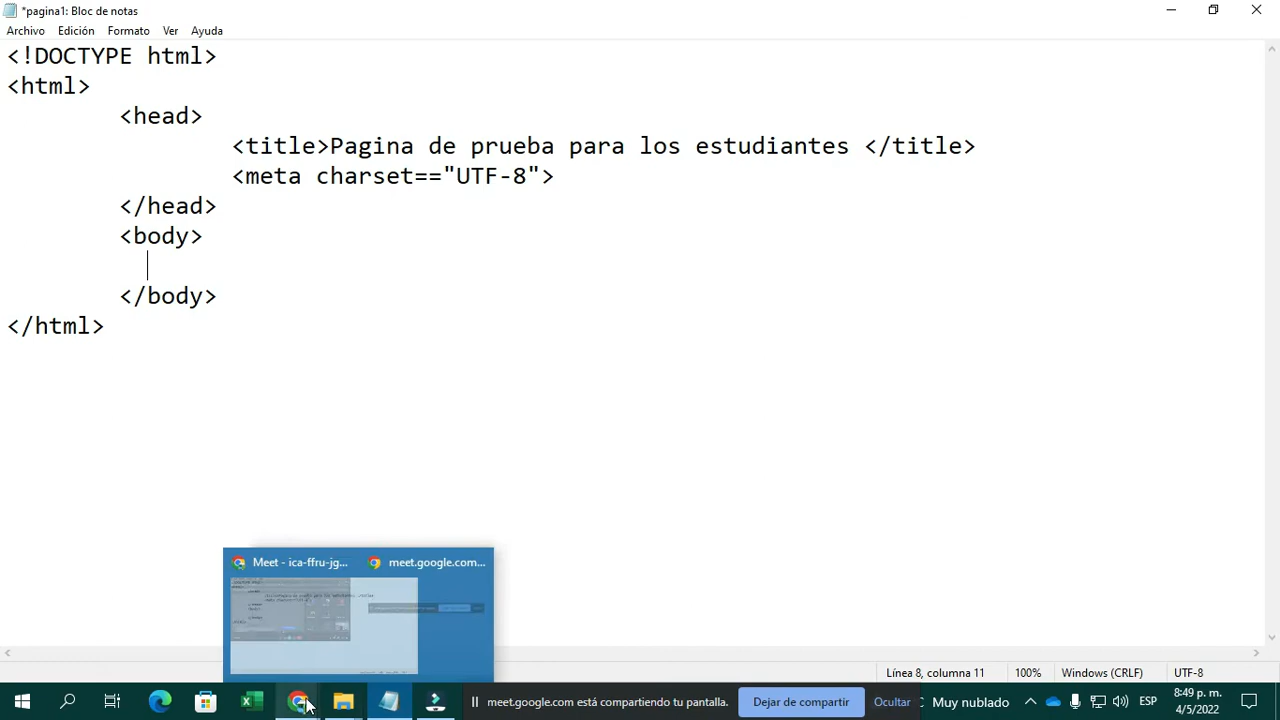 *pagina1: Bloc de notas
Archivo Edición Formato Ver Ayuda
<!DOCTYPE html>
<html>
<head>
<title>Pagina de prueba para los estudiantes </title>
<meta charset=="UTF-8">
</head>
<body>
</body>
</html>
Meet - ica-ffru-jg... meet.google.com...
Línea 8, columna 11 100% Windows (CRLF) UTF-8
meet.google.com está compartiendo tu pantalla. Dejar de compartir Ocultar Muy nublado ESP 8:49 p. m.
4/5/2022